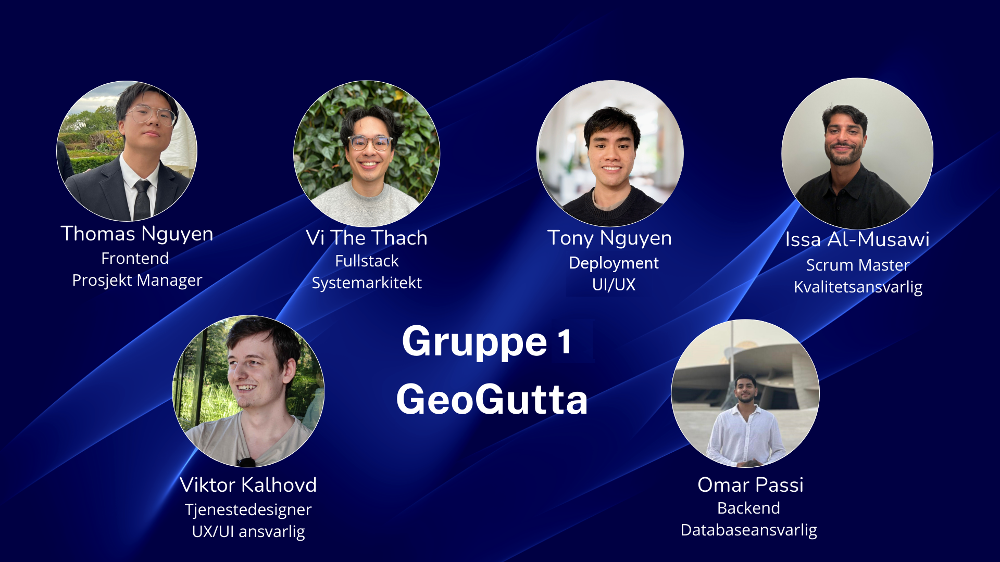 Thomas Nguyen
Frontend
Prosjekt Manager
Vi The Thach
Fullstack
Systemarkitekt
Tony Nguyen
Deployment
UI/UX
Issa Al-Musawi
Scrum Master
Kvalitetsansvarlig
Gruppe 1
GeoGutta
Viktor Kalhovd
Tjenestedesigner
UX/UI ansvarlig
Omar Passi
Backend
Databaseansvarlig